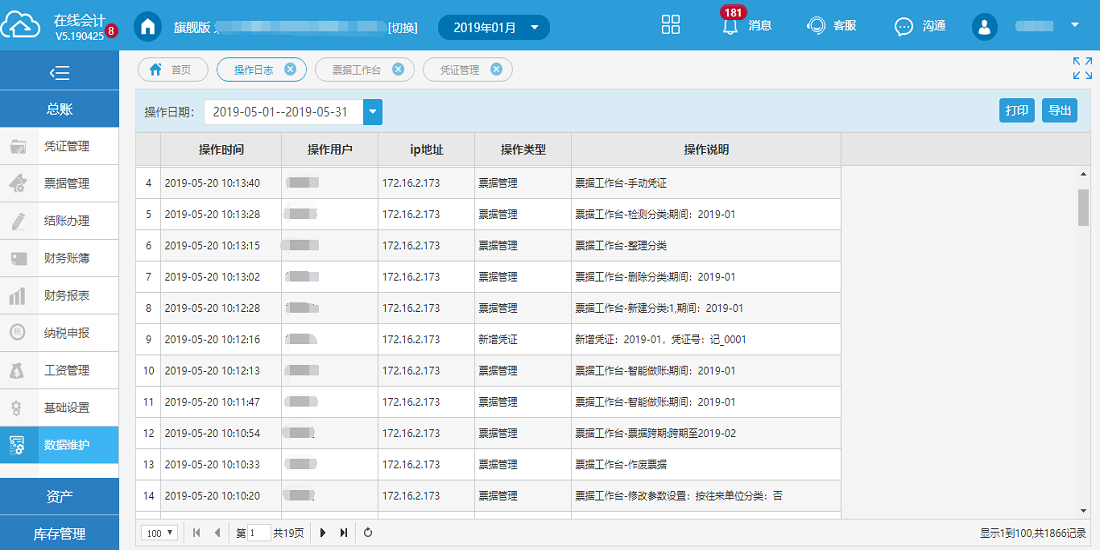 在线会计
V5.190425 8
旗舰版 [切换] 2019年01月 181 消息 客服 沟通
首页 操作日志 票据工作台 凭证管理
总账
凭证管理
票据管理
结账办理
财务账簿
财务报表
纳税申报
工资管理
基础设置
数据维护
资产
库存管理
操作日期： 2019-05-01--2019-05-31 打印 导出
操作时间 操作用户 ip地址 操作类型 操作说明
4 2019-05-20 10:13:40 172.16.2.173 票据管理 票据工作台-手动凭证
5 2019-05-20 10:13:28 172.16.2.173 票据管理 票据工作台-检测分类:期间：2019-01
6 2019-05-20 10:13:15 172.16.2.173 票据管理 票据工作台-整理分类
7 2019-05-20 10:13:02 172.16.2.173 票据管理 票据工作台-删除分类:期间：2019-01
8 2019-05-20 10:12:28 172.16.2.173 票据管理 票据工作台-新建分类:1,期间：2019-01
9 2019-05-20 10:12:16 172.16.2.173 新增凭证 新增凭证：2019-01，凭证号：记_0001
10 2019-05-20 10:12:13 172.16.2.173 票据管理 票据工作台-智能做账:期间：2019-01
11 2019-05-20 10:11:47 172.16.2.173 票据管理 票据工作台-智能做账:期间：2019-01
12 2019-05-20 10:10:54 172.16.2.173 票据管理 票据工作台-票据跨期:跨期至2019-02
13 2019-05-20 10:10:33 172.16.2.173 票据管理 票据工作台-作废票据
14 2019-05-20 10:10:20 172.16.2.173 票据管理 票据工作台-修改参数设置：按往来单位分类：否
100 第 1 共19页 显示1到100,共1866记录